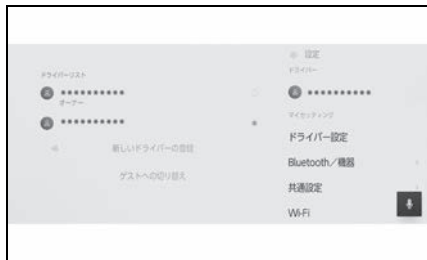 設定
ドライバーリスト
ドライバー
●●●●●●●●●●
オーナー
●●●●●●●●●●
●●●●●●●●●●
マイセッティング
新しいドライバーの登録
ドライバー設定
ゲストへの切り替え
Bluetooth／機器
共通設定
Wi-Fi